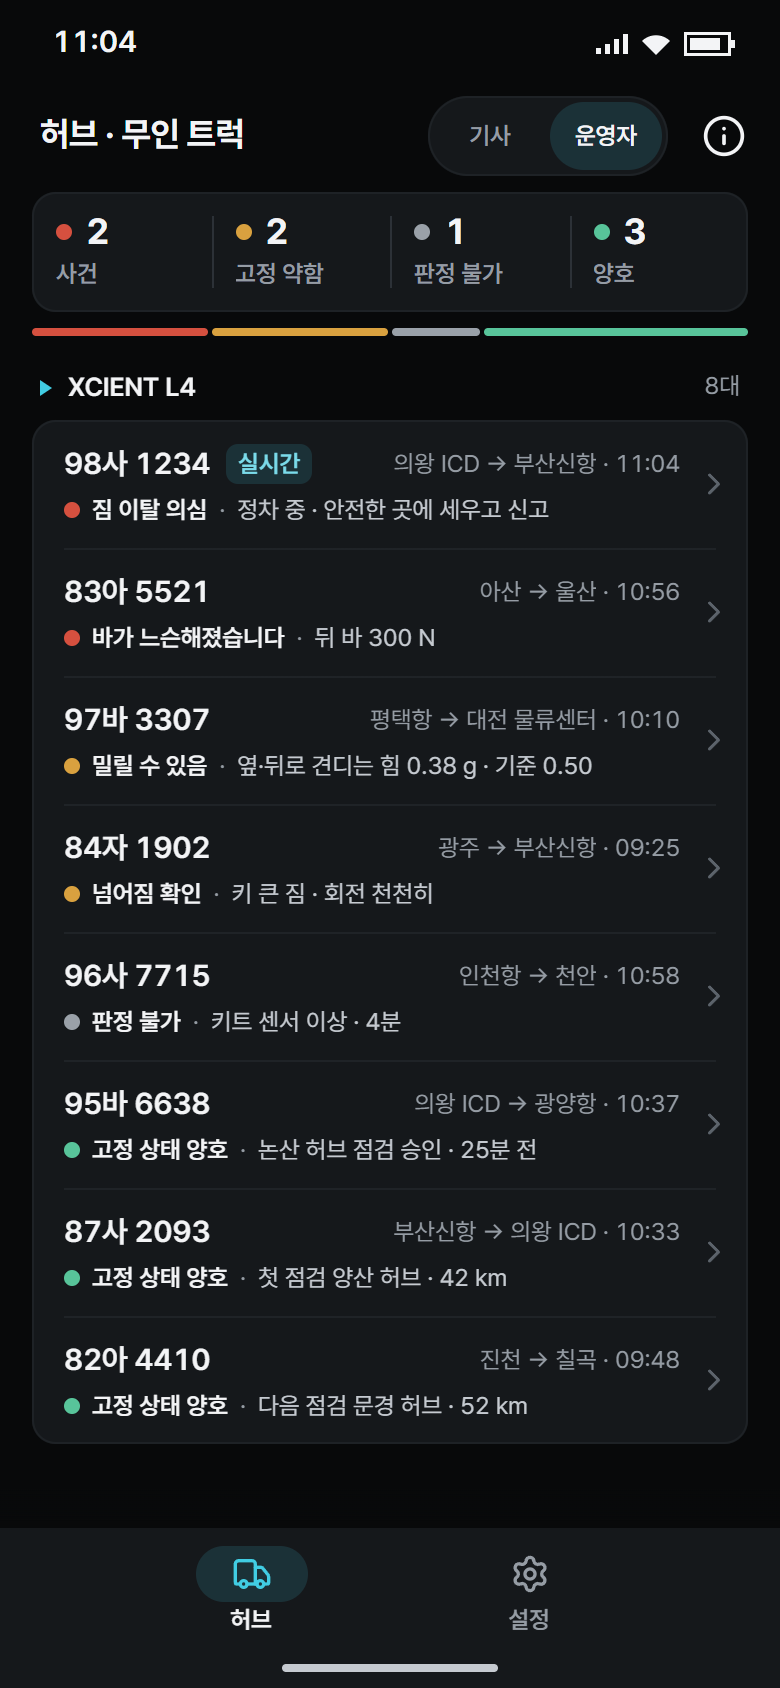 11:04
허브 · 무인 트럭
기사 운영자
2 2 1 3
사건 고정 약함 판정 불가 양호
XCIENT L4 8대
98사 1234 실시간 의왕 ICD → 부산신항 · 11:04
짐 이탈 의심 · 정차 중 · 안전한 곳에 세우고 신고
83아 5521 아산 → 울산 · 10:56
바가 느슨해졌습니다 · 뒤 바 300 N
97바 3307 평택항 → 대전 물류센터 · 10:10
밀릴 수 있음 · 옆·뒤로 견디는 힘 0.38 g · 기준 0.50
84자 1902 광주 → 부산신항 · 09:25
넘어짐 확인 · 키 큰 짐 · 회전 천천히
96사 7715 인천항 → 천안 · 10:58
판정 불가 · 키트 센서 이상 · 4분
95바 6638 의왕 ICD → 광양항 · 10:37
고정 상태 양호 · 논산 허브 점검 승인 · 25분 전
87사 2093 부산신항 → 의왕 ICD · 10:33
고정 상태 양호 · 첫 점검 양산 허브 · 42 km
82아 4410 진천 → 칠곡 · 09:48
고정 상태 양호 · 다음 점검 문경 허브 · 52 km
허브 설정